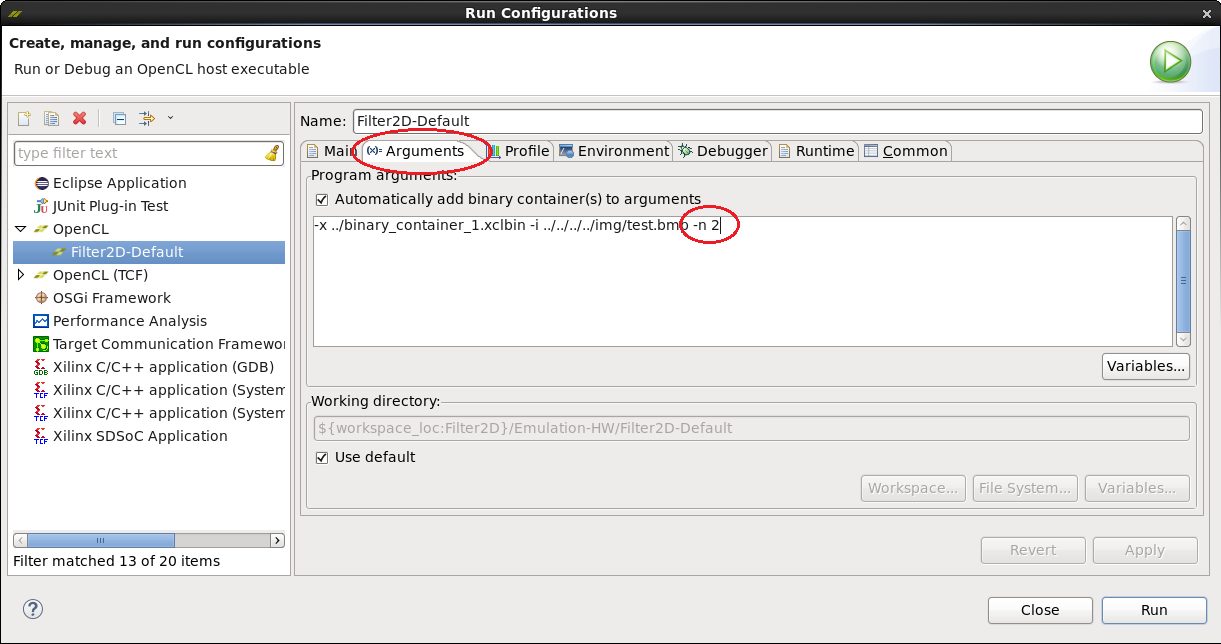 Run Configurations
Create, manage, and run configurations
Run or Debug an OpenCL host executable
type filter text
Eclipse Application
JUnit Plug-in Test
OpenCL
Filter2D-Default
OpenCL (TCF)
OSGi Framework
Performance Analysis
Target Communication Framewor
Xilinx C/C++ application (GDB)
Xilinx C/C++ application (System
Xilinx C/C++ application (System
Xilinx SDSoC Application
Filter matched 13 of 20 items
Name: Filter2D-Default
Main (x)= Arguments Profile Environment Debugger Runtime Common
Program arguments:
Automatically add binary container(s) to arguments
-x ../binary_container_1.xclbin -i ../../../../img/test.bmp -n 2
Variables...
Working directory:
${workspace_loc:Filter2D}/Emulation-HW/Filter2D-Default
Use default
Workspace... File System... Variables...
Revert Apply
? Close Run